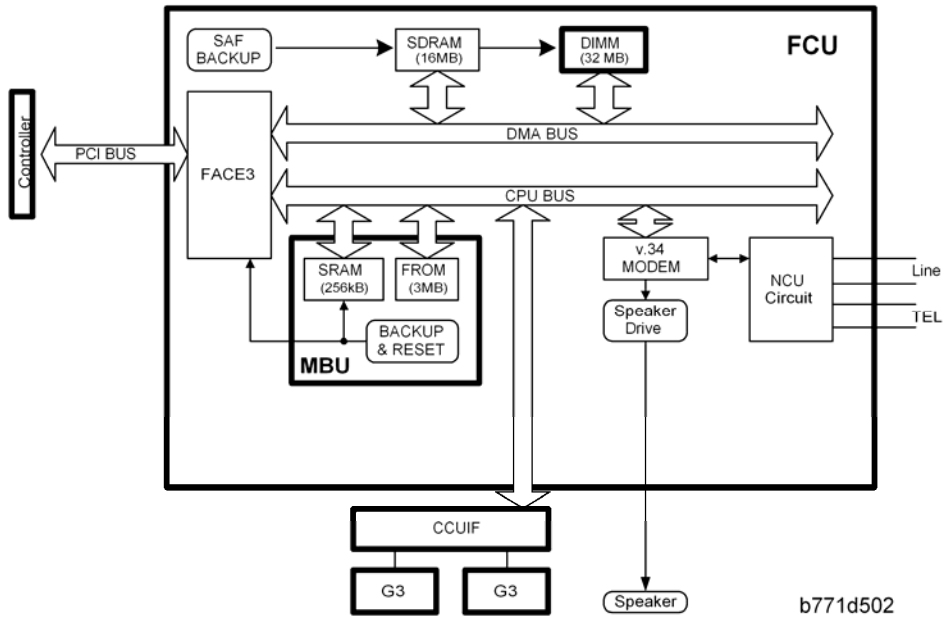 SAF
BACKUP
SDRAM
(16MB)
DIMM
(32 MB)
FCU
Controller
PCI BUS
FACE3
DMA BUS
CPU BUS
SRAM
(256kB)
FROM
(3MB)
BACKUP
& RESET
MBU
v.34
MODEM
Speaker
Drive
NCU
Circuit
Line
TEL
CCUIF
G3
G3
Speaker
b771d502